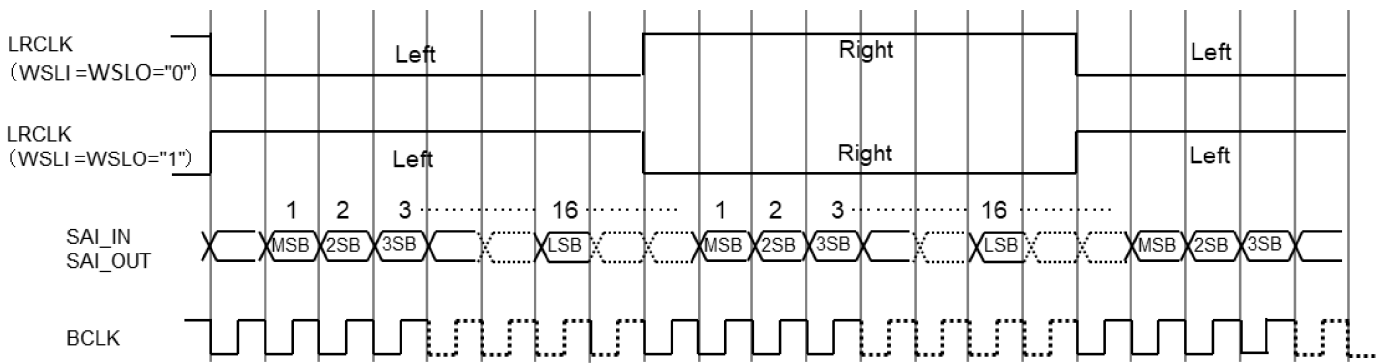 LRCLK
（WSLI =WSLO="0"）
Left
Right
Left
LRCLK
（WSLI =WSLO="1"）
Left
Right
Left
1 2 3 ········· 16 ········· 1 2 3 ········· 16 ·········
SAI_IN
SAI_OUT
MSB 2SB 3SB LSB MSB 2SB 3SB LSB MSB 2SB 3SB
BCLK